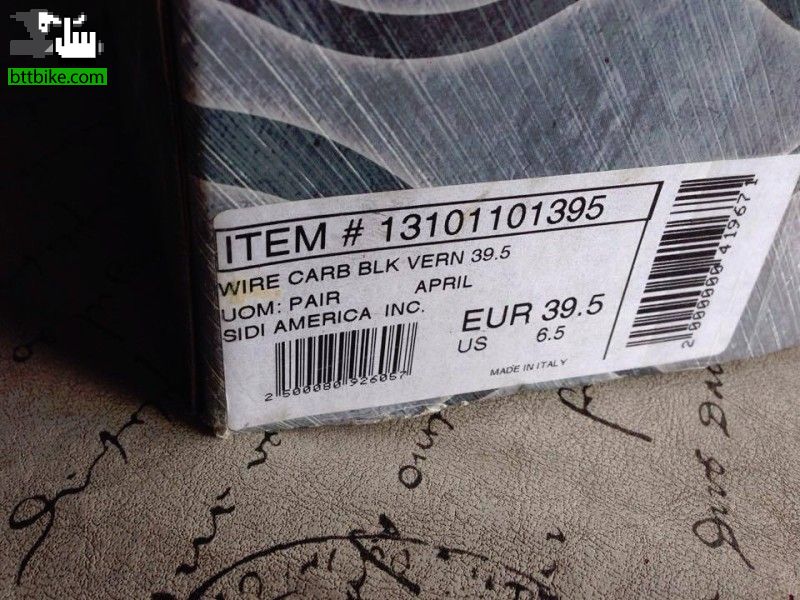 bttbike.com
ITEM # 13101101395
WIRE CARB BLK VERN 39.5
UOM: PAIR APRIL
SIDI AMERICA INC.
EUR 39.5
US 6.5
MADE IN ITALY
2 500080 926057
2 000000 419671